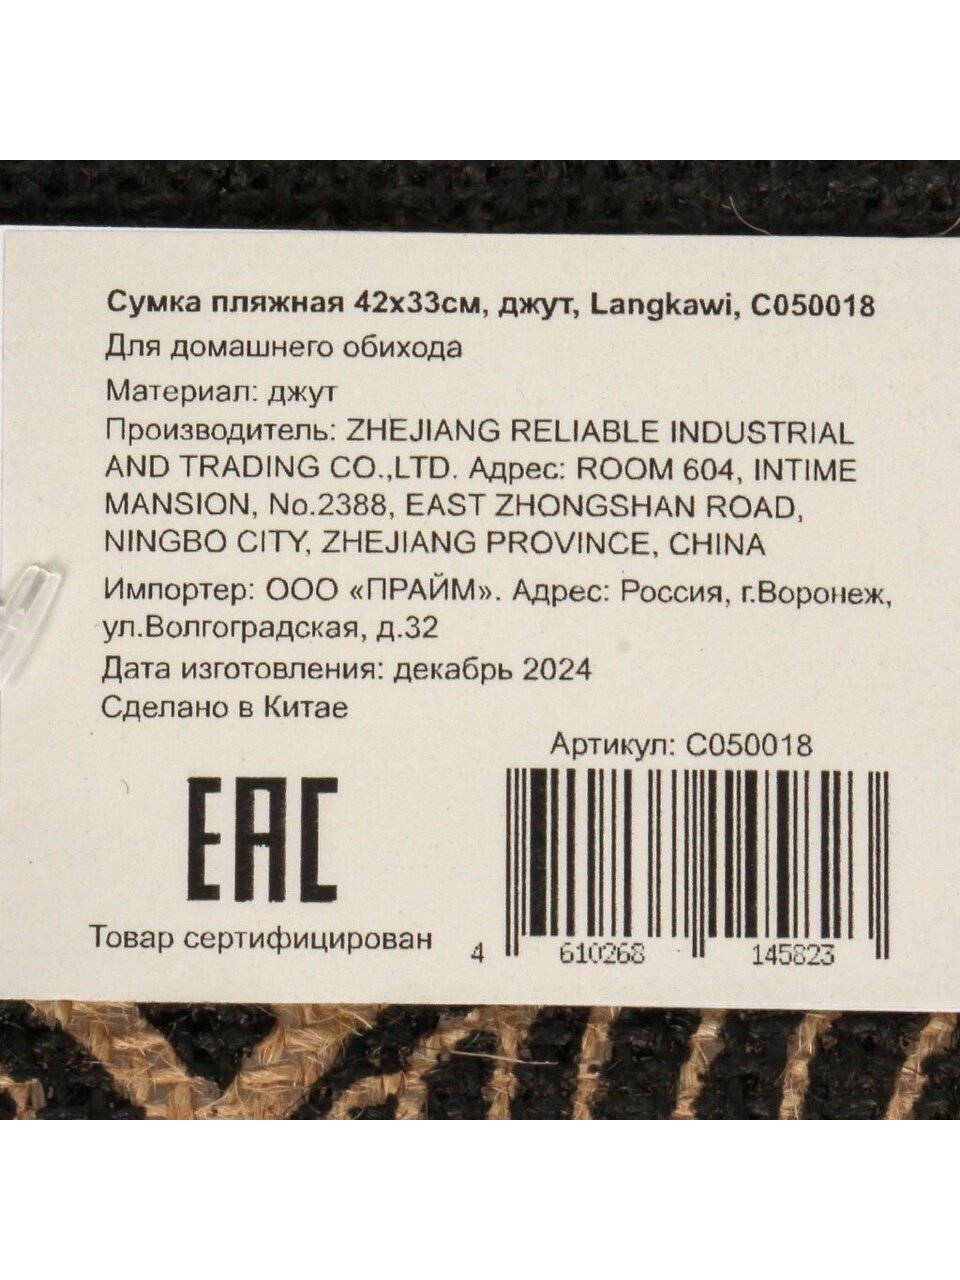 Сумка пляжная 42х33см, джут, Langkawi, C050018
Для домашнего обихода
Материал: джут
Производитель: ZHEJIANG RELIABLE INDUSTRIAL
AND TRADING CO.,LTD. Адрес: ROOM 604, INTIME
MANSION, No.2388, EAST ZHONGSHAN ROAD,
NINGBO CITY, ZHEJIANG PROVINCE, CHINA
Импортер: ООО «ПРАЙМ». Адрес: Россия, г.Воронеж,
ул.Волгоградская, д.32
Дата изготовления: декабрь 2024
Сделано в Китае
Артикул: C050018
EAC
Товар сертифицирован
4 610268 145823